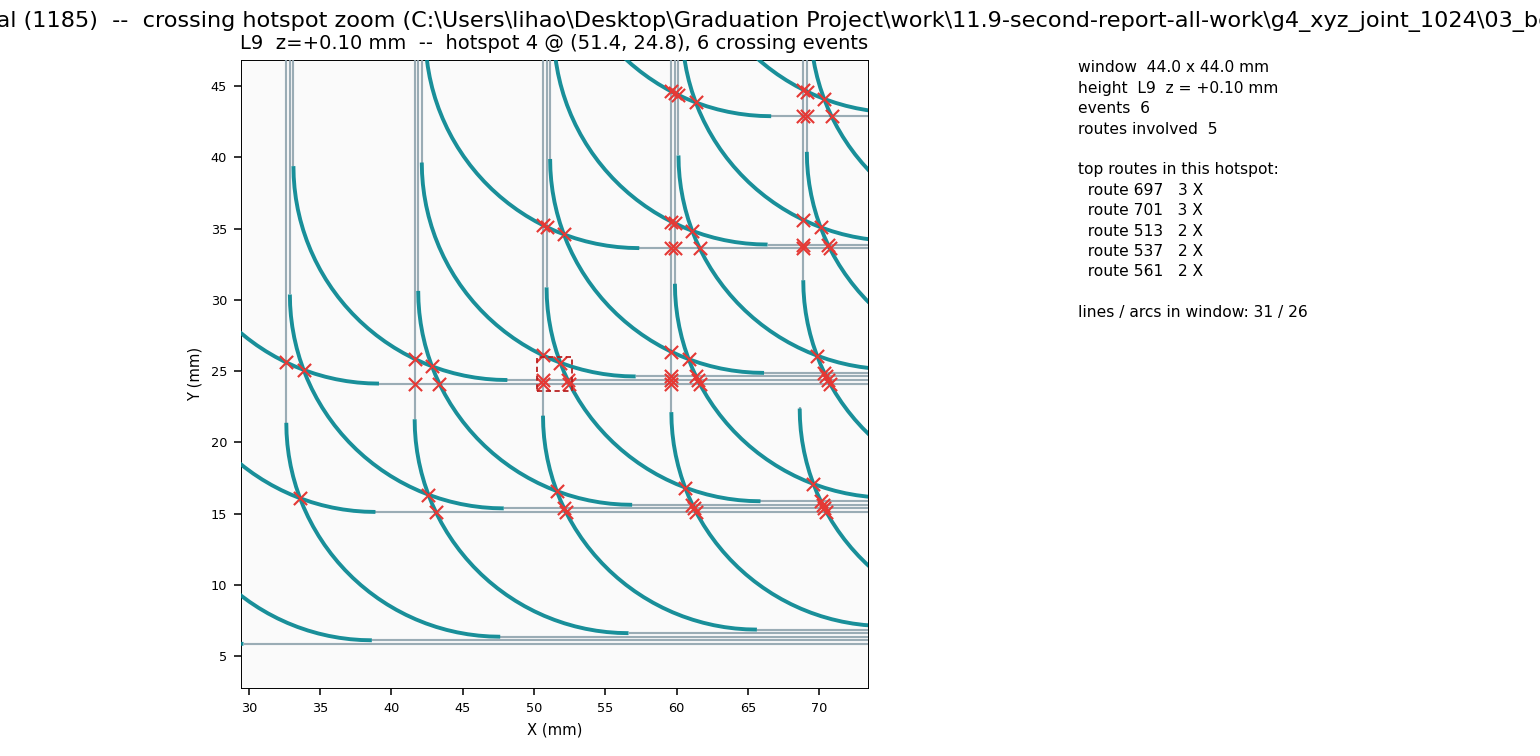 al (1185)  --  crossing hotspot zoom (C:\Users\lihao\Desktop\Graduation Project\work\11.9-second-report-all-work\g4_xyz_joint_1024\03_b
L9  z=+0.10 mm  --  hotspot 4 @ (51.4, 24.8), 6 crossing events
window  44.0 x 44.0 mm
height  L9  z = +0.10 mm
events  6
routes involved  5
top routes in this hotspot:
route 697   3 X
route 701   3 X
route 513   2 X
route 537   2 X
route 561   2 X
lines / arcs in window: 31 / 26
Y (mm)
45
40
35
30
25
20
15
10
5
30 35 40 45 50 55 60 65 70
X (mm)